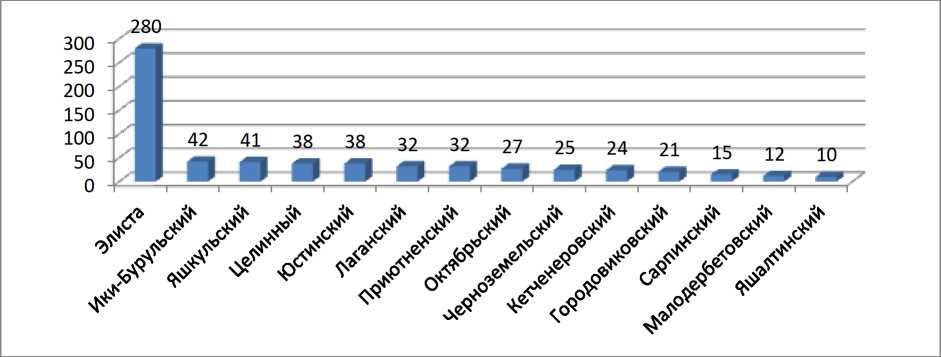 280
300
250
200
150
100
50
0
42 41 38 38 32 32 27 25 24 21 15 12 10
Элиста
Ики-Бурульский
Яшкульский
Целинный
Юстинский
Лаганский
Приютненский
Октябрьский
Черноземельский
Кетченеровский
Городовиковский
Сарпинский
Малодербетовский
Яшалтинский